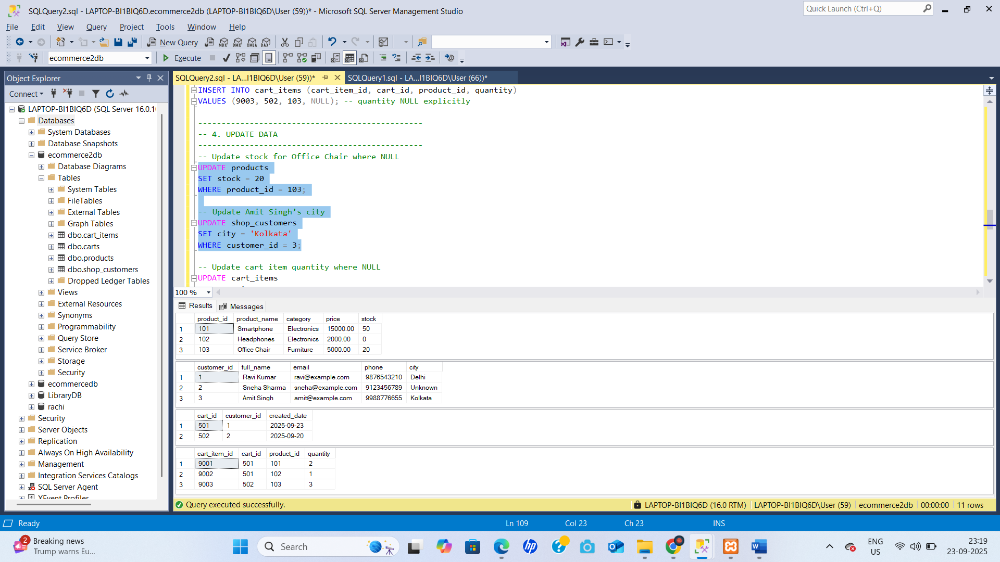 SQLQuery2.sql - LAPTOP-BI1BIQ6D.ecommerce2db (LAPTOP-BI1BIQ6D\User (59))* - Microsoft SQL Server Management Studio
Quick Launch (Ctrl+Q)
File Edit View Query Project Tools Window Help
New Query MDX DMX XMLA DAX
ecommerce2db Execute
Object Explorer
Connect
LAPTOP-BI1BIQ6D (SQL Server 16.0.10
Databases
System Databases
Database Snapshots
ecommerce2db
Database Diagrams
Tables
System Tables
FileTables
External Tables
Graph Tables
dbo.cart_items
dbo.carts
dbo.products
dbo.shop_customers
Dropped Ledger Tables
Views
External Resources
Synonyms
Programmability
Query Store
Service Broker
Storage
Security
ecommercedb
LibraryDB
rachi
Security
Server Objects
Replication
Always On High Availability
Management
Integration Services Catalogs
SQL Server Agent
XEvent Profiler
SQLQuery2.sql - LA...I1BIQ6D\User (59))* SQLQuery1.sql - LA...I1BIQ6D\User (66))*
INSERT INTO cart_items (cart_item_id, cart_id, product_id, quantity)
VALUES (9003, 502, 103, NULL); -- quantity NULL explicitly
------------------------------------------------
-- 4. UPDATE DATA
------------------------------------------------
-- Update stock for Office Chair where NULL
UPDATE products
SET stock = 20
WHERE product_id = 103;
-- Update Amit Singh’s city
UPDATE shop_customers
SET city = 'Kolkata'
WHERE customer_id = 3;
-- Update cart item quantity where NULL
UPDATE cart_items
100 %
Results Messages
product_id product_name category price stock
1 101 Smartphone Electronics 15000.00 50
2 102 Headphones Electronics 2000.00 0
3 103 Office Chair Furniture 5000.00 20
customer_id full_name email phone city
1 1 Ravi Kumar ravi@example.com 9876543210 Delhi
2 2 Sneha Sharma sneha@example.com 9123456789 Unknown
3 3 Amit Singh amit@example.com 9988776655 Kolkata
cart_id customer_id created_date
1 501 1 2025-09-23
2 502 2 2025-09-20
cart_item_id cart_id product_id quantity
1 9001 501 101 2
2 9002 501 102 1
3 9003 502 103 3
Query executed successfully. LAPTOP-BI1BIQ6D (16.0 RTM) LAPTOP-BI1BIQ6D\User (59) ecommerce2db 00:00:00 11 rows
Ready Ln 109 Col 23 Ch 23 INS
2 Breaking news
Trump warns Eu...
Search
hp
ENG
US
23:19
23-09-2025